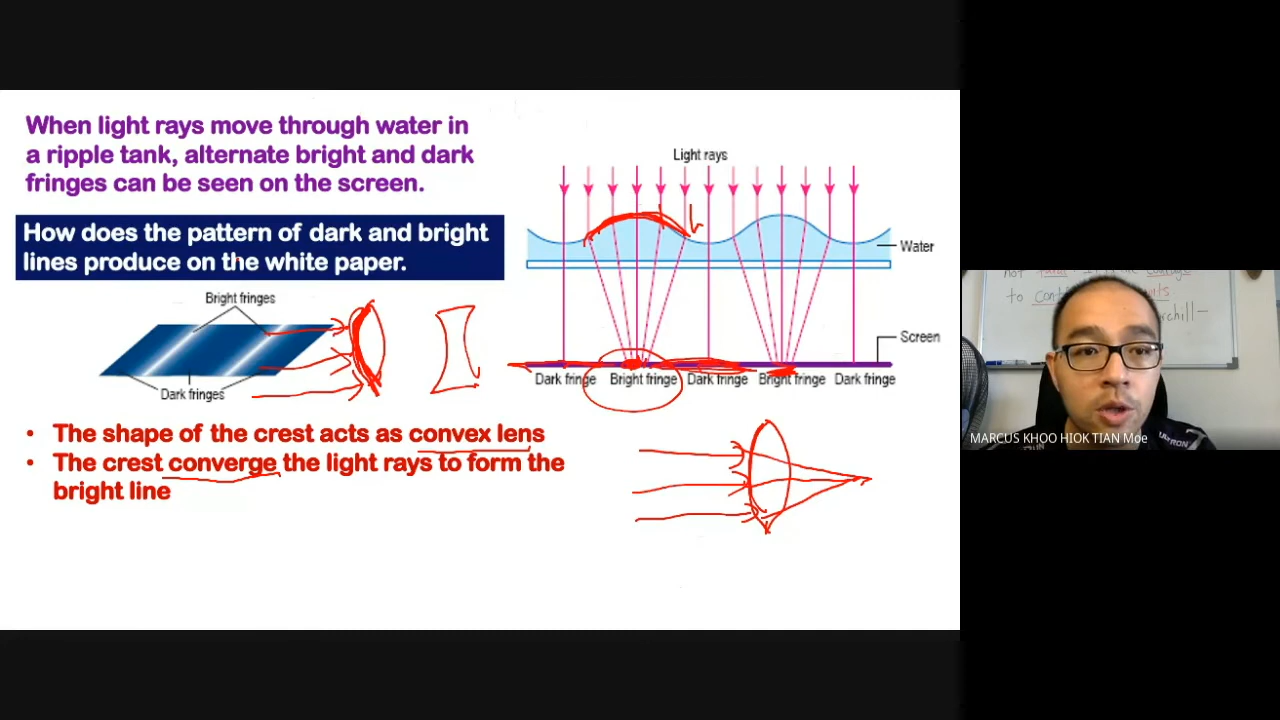 When light rays move through water in
a ripple tank, alternate bright and dark
fringes can be seen on the screen.
How does the pattern of dark and bright
lines produce on the white paper.
Bright fringes
Dark fringes
Light rays
Water
Screen
Dark fringe Bright fringe Dark fringe Bright fringe Dark fringe
• The shape of the crest acts as convex lens
• The crest converge the light rays to form the
bright line
not
to
MARCUS KHOO HIOK TIAN Moe